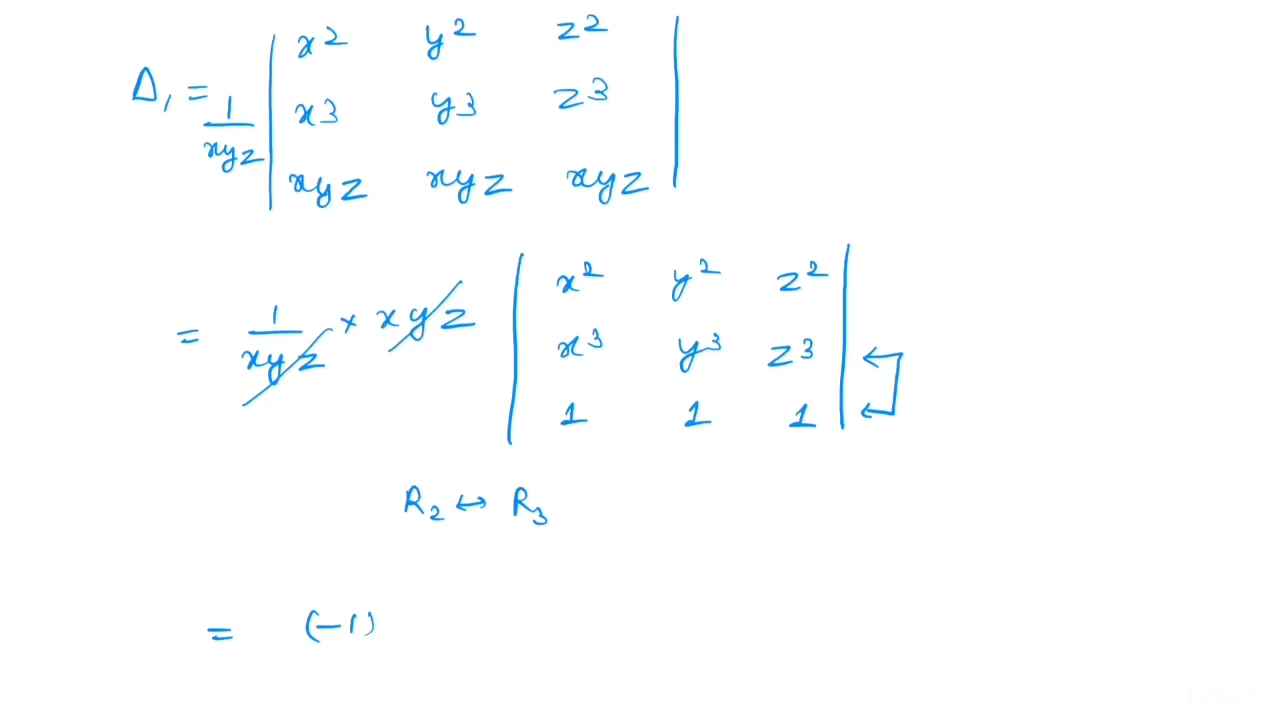 x² y² z²
Δ₁ = 1/xyz x³ y³ z³
xyz xyz xyz
x² y² z²
= 1/xyz × xyz x³ y³ z³
1 1 1
R₂ ↔ R₃
= (-1)